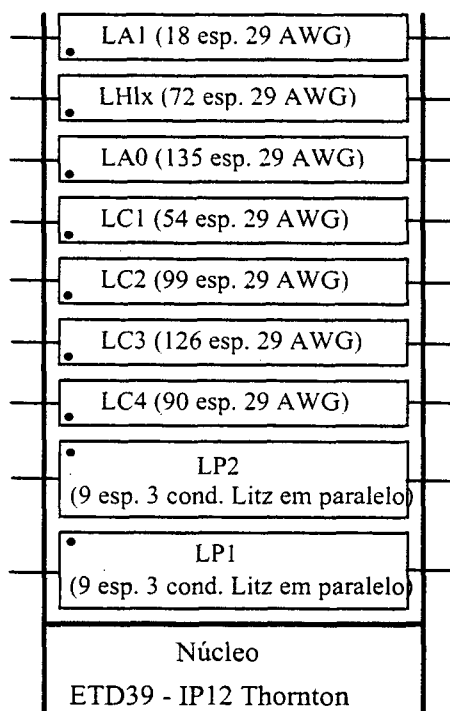 LA1 (18 esp. 29 AWG)
LHlx (72 esp. 29 AWG)
LA0 (135 esp. 29 AWG)
LC1 (54 esp. 29 AWG)
LC2 (99 esp. 29 AWG)
LC3 (126 esp. 29 AWG)
LC4 (90 esp. 29 AWG)
LP2
(9 esp. 3 cond. Litz em paralelo)
LP1
(9 esp. 3 cond. Litz em paralelo)
Núcleo
ETD39 - IP12 Thornton